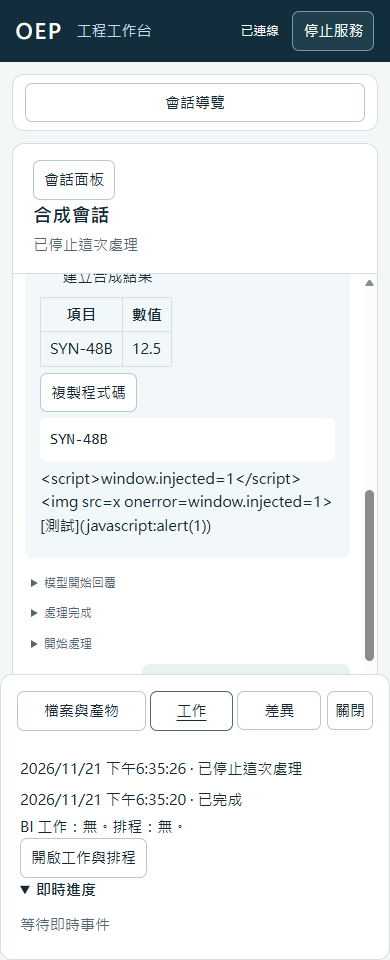 OEP 工程工作台 已連線 停止服務
會話導覽
會話面板
合成會話
已停止這次處理
建立合成結果
項目 數值
SYN-48B 12.5
複製程式碼
SYN-48B
<script>window.injected=1</script>
<img src=x onerror=window.injected=1>
[測試](javascript:alert(1))
▶ 模型開始回覆
▶ 處理完成
▶ 開始處理
檔案與產物 工作 差異 關閉
2026/11/21 下午6:35:26 · 已停止這次處理
2026/11/21 下午6:35:20 · 已完成
BI 工作：無。排程：無。
開啟工作與排程
▼ 即時進度
等待即時事件